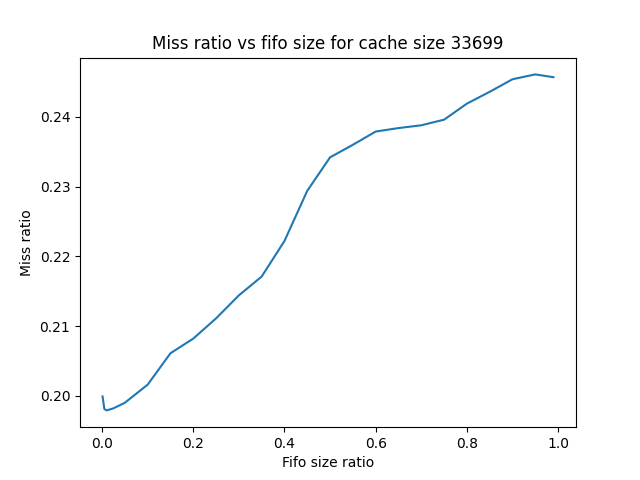 Miss ratio vs fifo size for cache size 33699
0.24
0.23
0.22
0.21
0.20
Miss ratio
0.0 0.2 0.4 0.6 0.8 1.0
Fifo size ratio